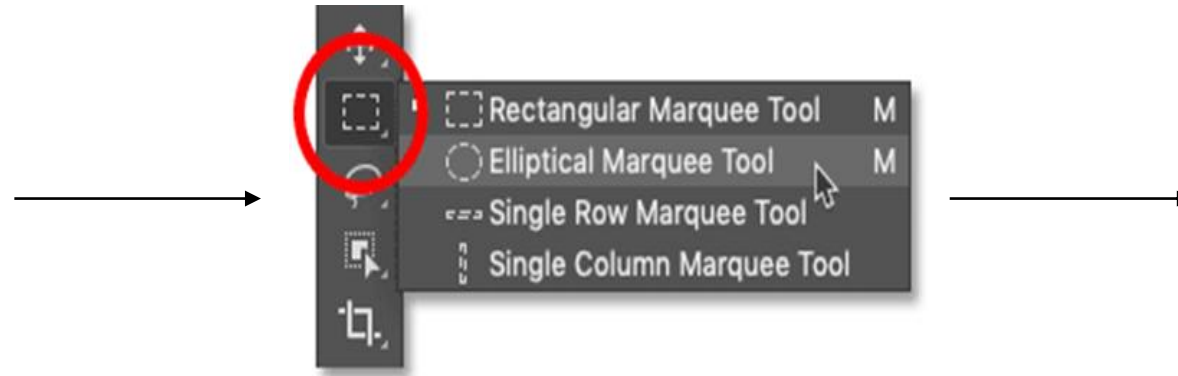 Rectangular Marquee Tool M
Elliptical Marquee Tool M
Single Row Marquee Tool
Single Column Marquee Tool